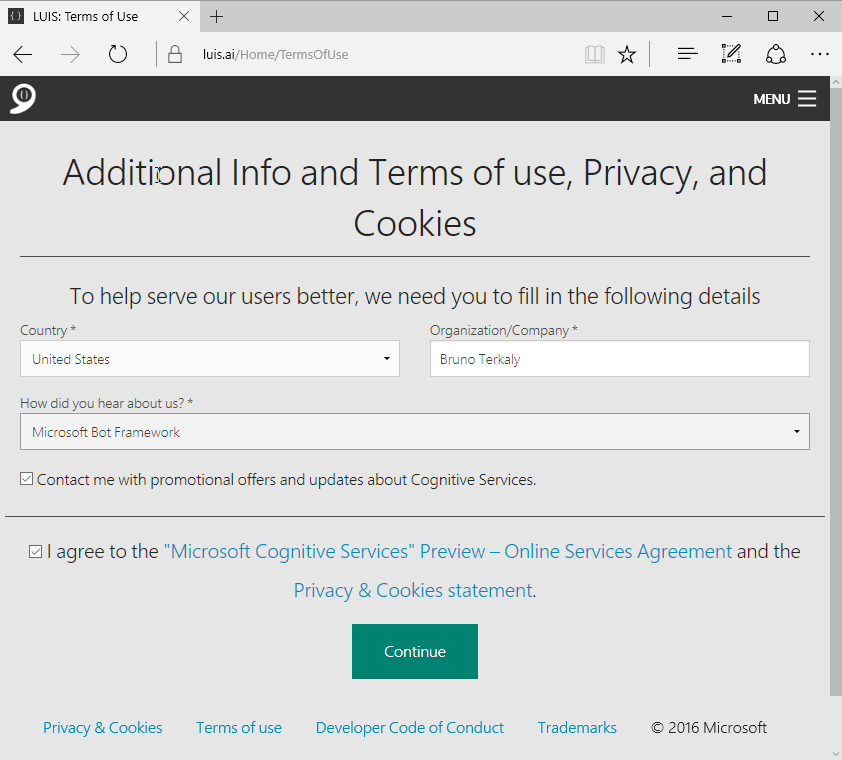 LUIS: Terms of Use
luis.ai/Home/TermsOfUse
MENU
Additional Info and Terms of use, Privacy, and
Cookies
To help serve our users better, we need you to fill in the following details
Country *
Organization/Company *
United States
Bruno Terkaly
How did you hear about us? *
Microsoft Bot Framework
Contact me with promotional offers and updates about Cognitive Services.
I agree to the "Microsoft Cognitive Services" Preview – Online Services Agreement and the
Privacy & Cookies statement.
Continue
Privacy & Cookies Terms of use Developer Code of Conduct Trademarks © 2016 Microsoft